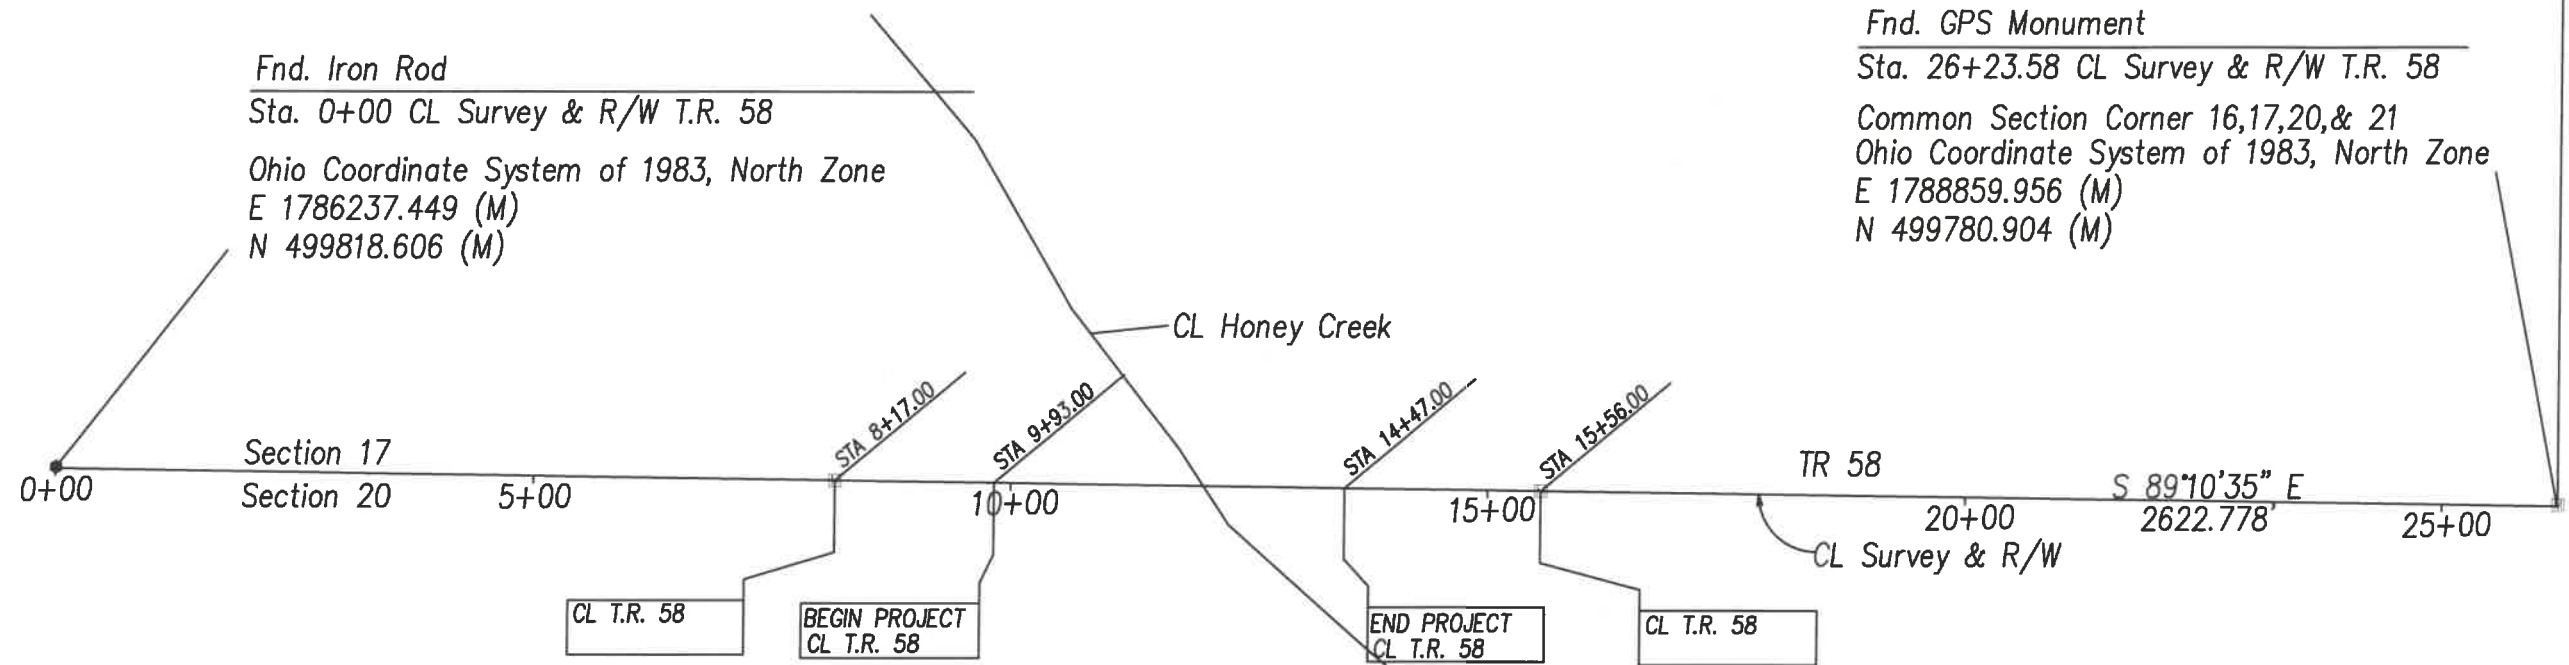 Fnd. Iron Rod
Sta. 0+00 CL Survey & R/W T.R. 58
Ohio Coordinate System of 1983, North Zone
E 1786237.449 (M)
N 499818.606 (M)
Fnd. GPS Monument
Sta. 26+23.58 CL Survey & R/W T.R. 58
Common Section Corner 16,17,20,& 21
Ohio Coordinate System of 1983, North Zone
E 1788859.956 (M)
N 499780.904 (M)
CL Honey Creek
STA 8+17.00
STA 9+93.00
STA 14+47.00
STA 15+56.00
Section 17
TR 58
S 89°10'35" E
0+00
Section 20
5+00
10+00
15+00
20+00
2622.778'
25+00
CL Survey & R/W
CL T.R. 58
BEGIN PROJECT
CL T.R. 58
END PROJECT
CL T.R. 58
CL T.R. 58